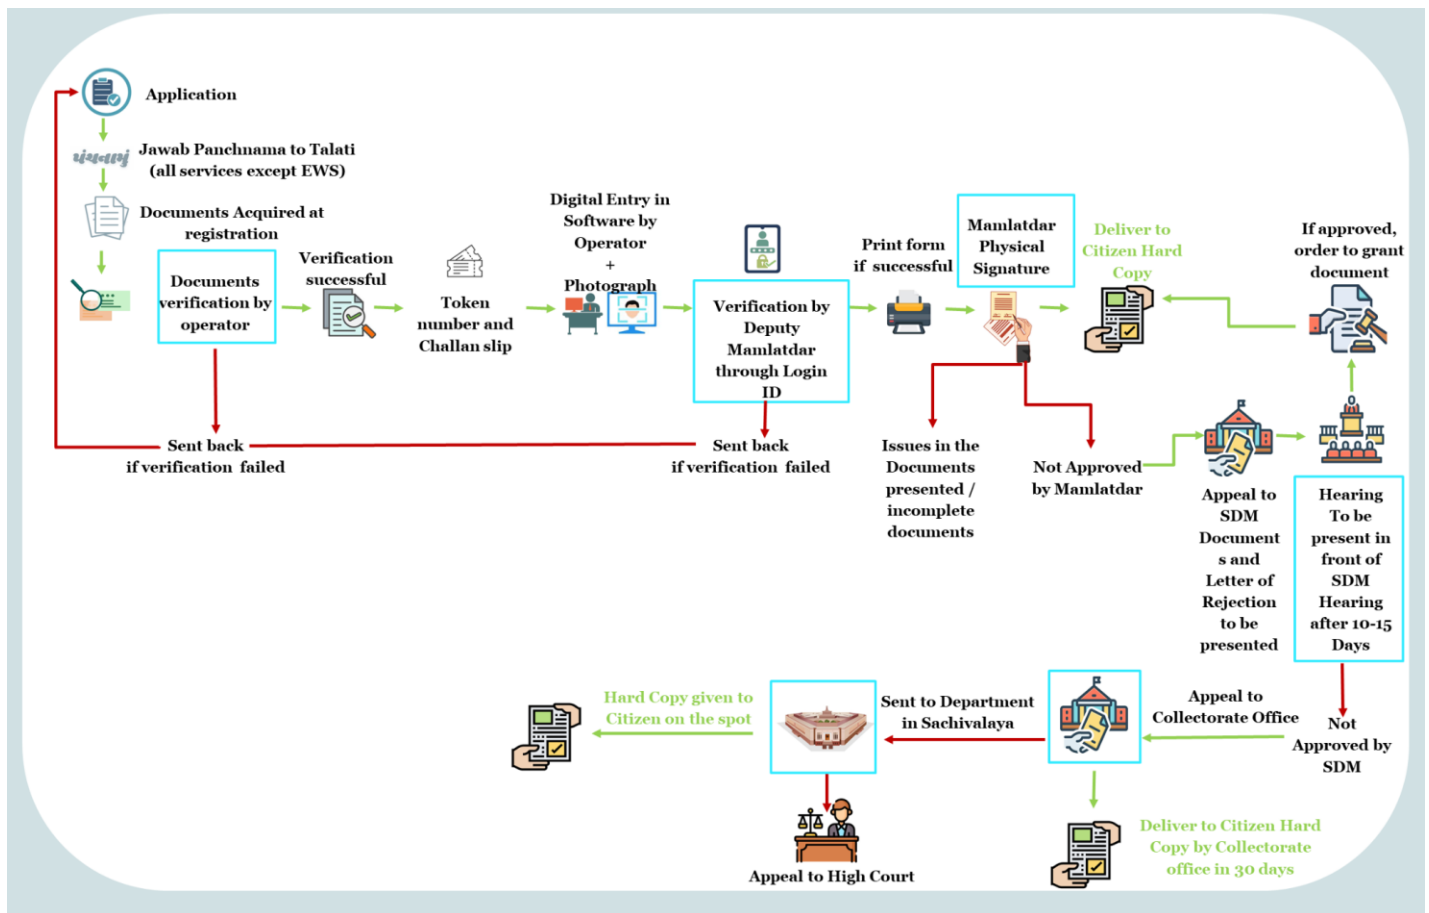 Application
પંચનામું
Jawab Panchnama to Talati
(all services except EWS)
Documents Acquired at
registration
Documents
verification by
operator
Verification
successful
Token
number and
Challan slip
Digital Entry in
Software by
Operator
+
Photograph
Verification by
Deputy
Mamlatdar
through Login
ID
Print form
if successful
Mamlatdar
Physical
Signature
Deliver to
Citizen Hard
Copy
If approved,
order to grant
document
Sent back
if verification failed
Sent back
if verification failed
Issues in the
Documents
presented /
incomplete
documents
Not Approved
by Mamlatdar
Appeal to
SDM
Document
s and
Letter of
Rejection
to be
presented
Hearing
To be
present in
front of
SDM
Hearing
after 10-15
Days
Not
Approved by
SDM
Appeal to
Collectorate Office
Sent to Department
in Sachivalaya
Hard Copy given to
Citizen on the spot
Deliver to Citizen Hard
Copy by Collectorate
office in 30 days
Appeal to High Court